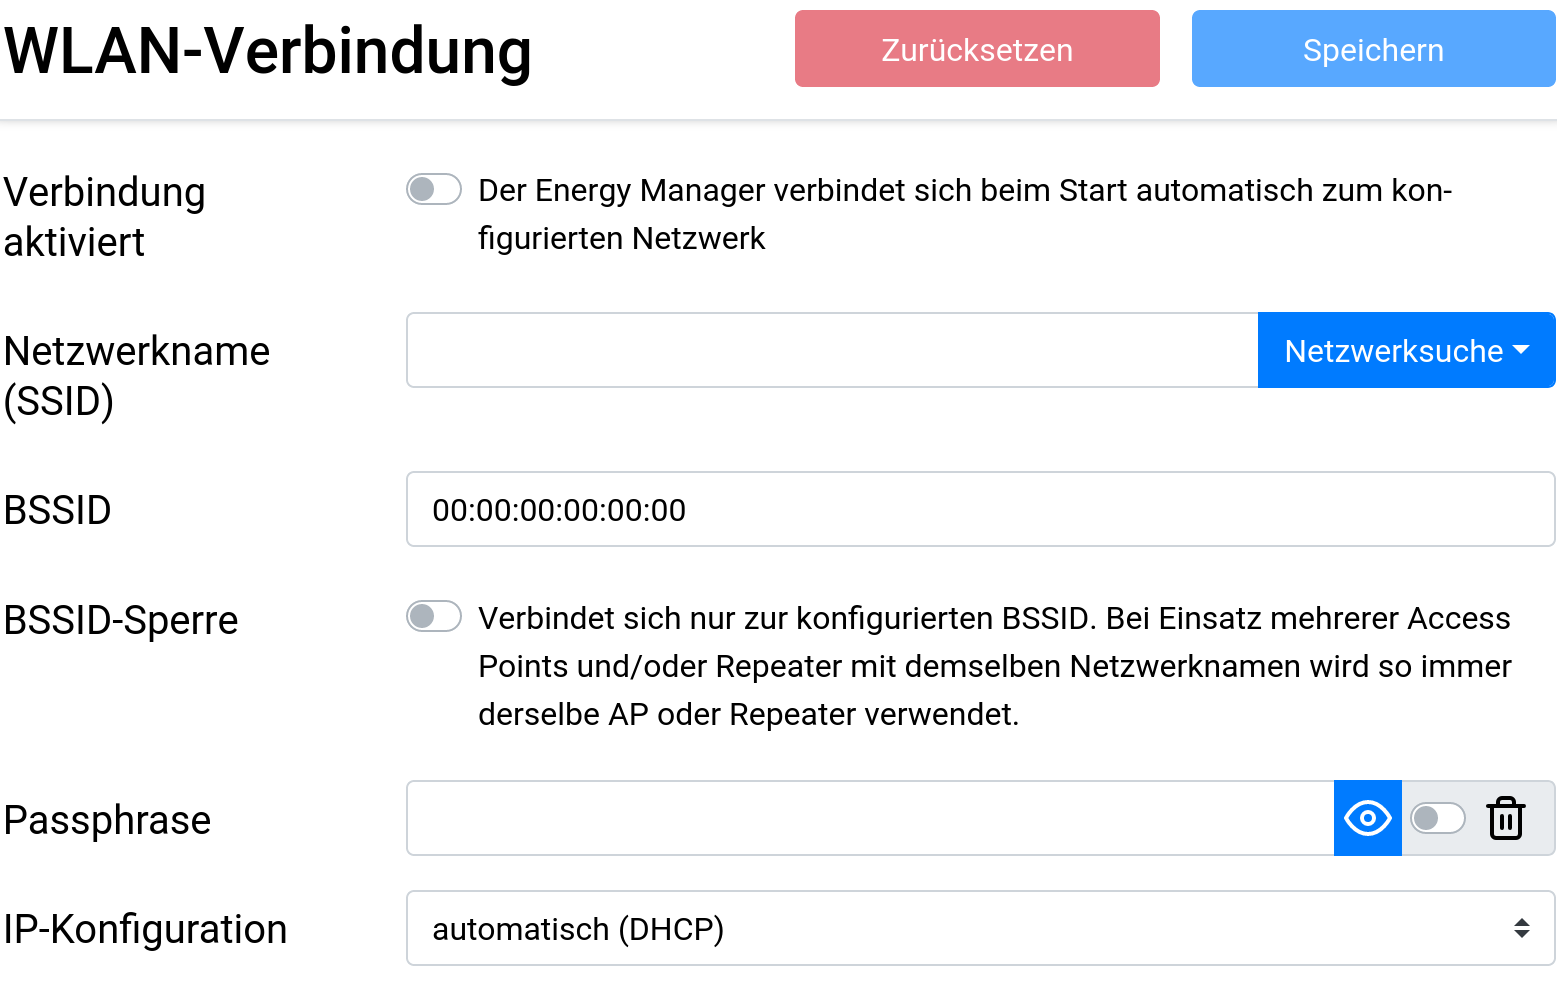 WLAN-Verbindung
Zurücksetzen
Speichern
Verbindung
aktiviert
Der Energy Manager verbindet sich beim Start automatisch zum kon-
figurierten Netzwerk
Netzwerkname
(SSID)
Netzwerksuche
BSSID
00:00:00:00:00:00
BSSID-Sperre
Verbindet sich nur zur konfigurierten BSSID. Bei Einsatz mehrerer Access
Points und/oder Repeater mit demselben Netzwerknamen wird so immer
derselbe AP oder Repeater verwendet.
Passphrase
IP-Konfiguration
automatisch (DHCP)